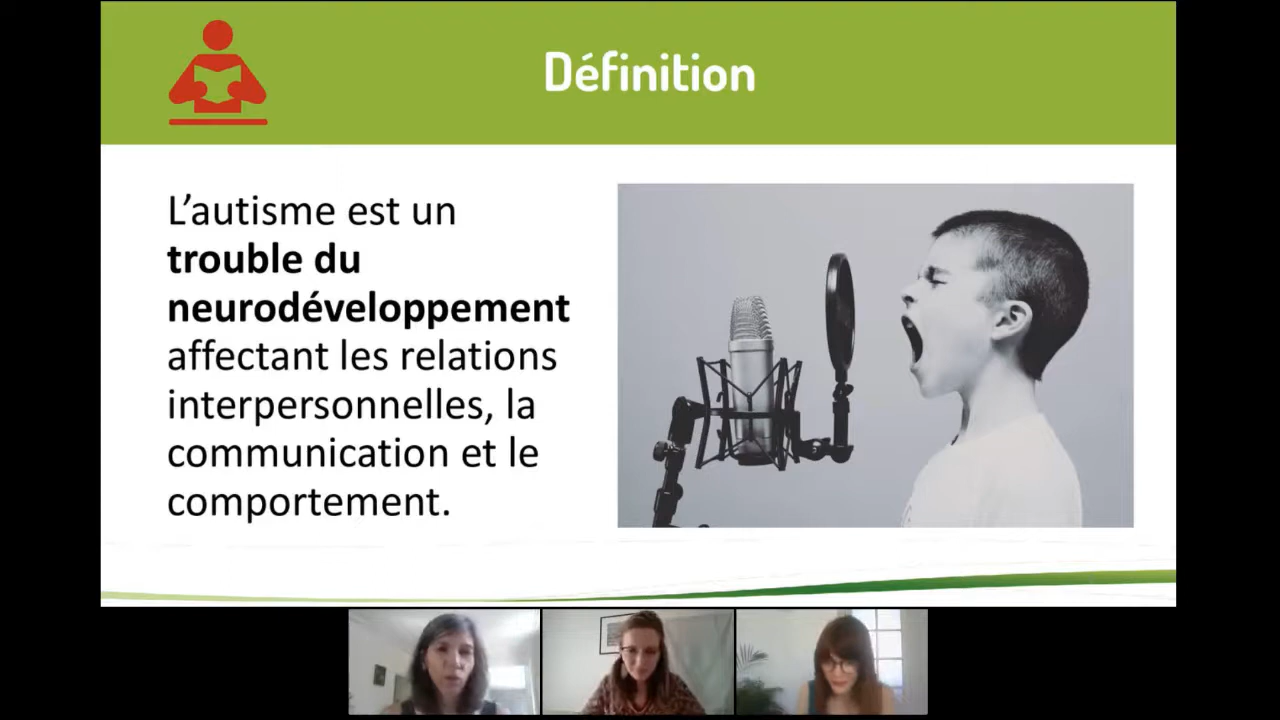 Définition
L’autisme est un
trouble du
neurodéveloppement
affectant les relations
interpersonnelles, la
communication et le
comportement.